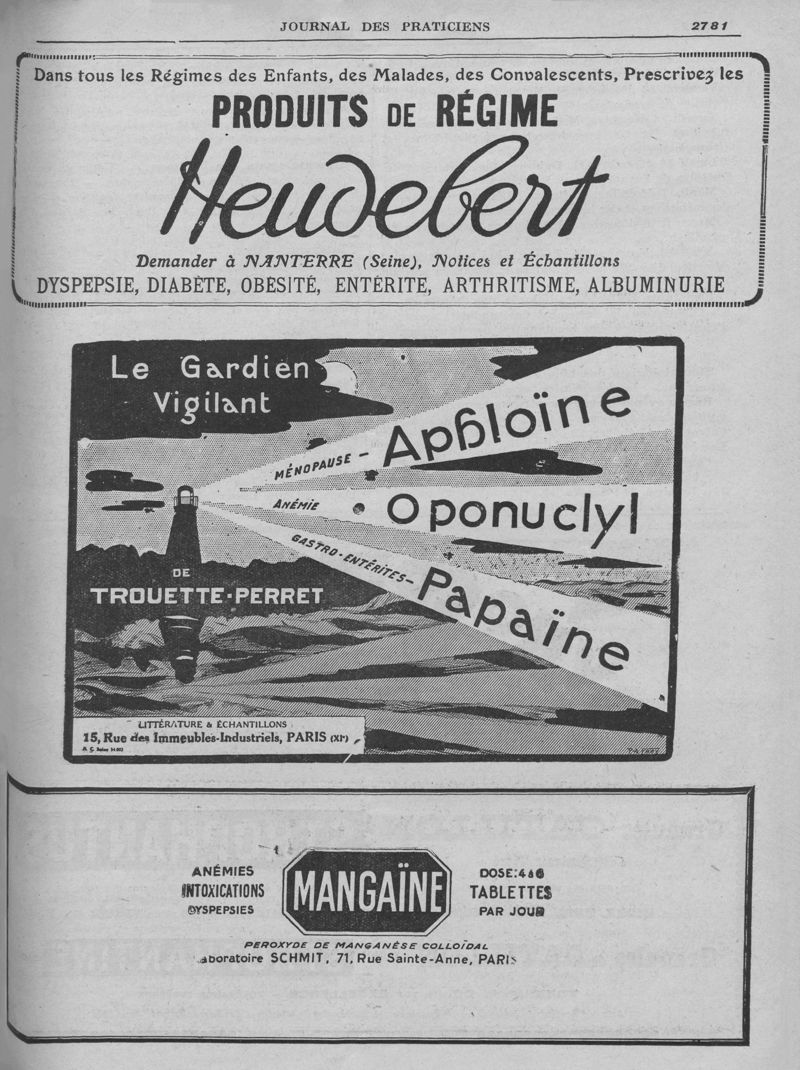 JOURNAL DES PRATICIENS 2781
Dans tous les Régimes des Enfants, des Malades, des Convalescents, Prescrivez les
PRODUITS DE RÉGIME
Heudebert
Demander à NANTERRE (Seine), Notices et Échantillons
DYSPEPSIE, DIABÈTE, OBÉSITÉ, ENTÉRITE, ARTHRITISME, ALBUMINURIE
Le Gardien
Vigilant
MÉNOPAUSE - Aphloïne
ANÉMIE • Oponuclyl
GASTRO-ENTÉRITES - Papaïne
DE
TROUETTE-PERRET
LITTÉRATURE & ÉCHANTILLONS
15, Rue des Immeubles-Industriels, PARIS (XIe)
ANÉMIES
INTOXICATIONS
DYSPEPSIES
MANGAÏNE
DOSE: 4 à 6
TABLETTES
PAR JOUR
PEROXYDE DE MANGANÈSE COLLOÏDAL
Laboratoire SCHMIT, 71, Rue Sainte-Anne, PARIS